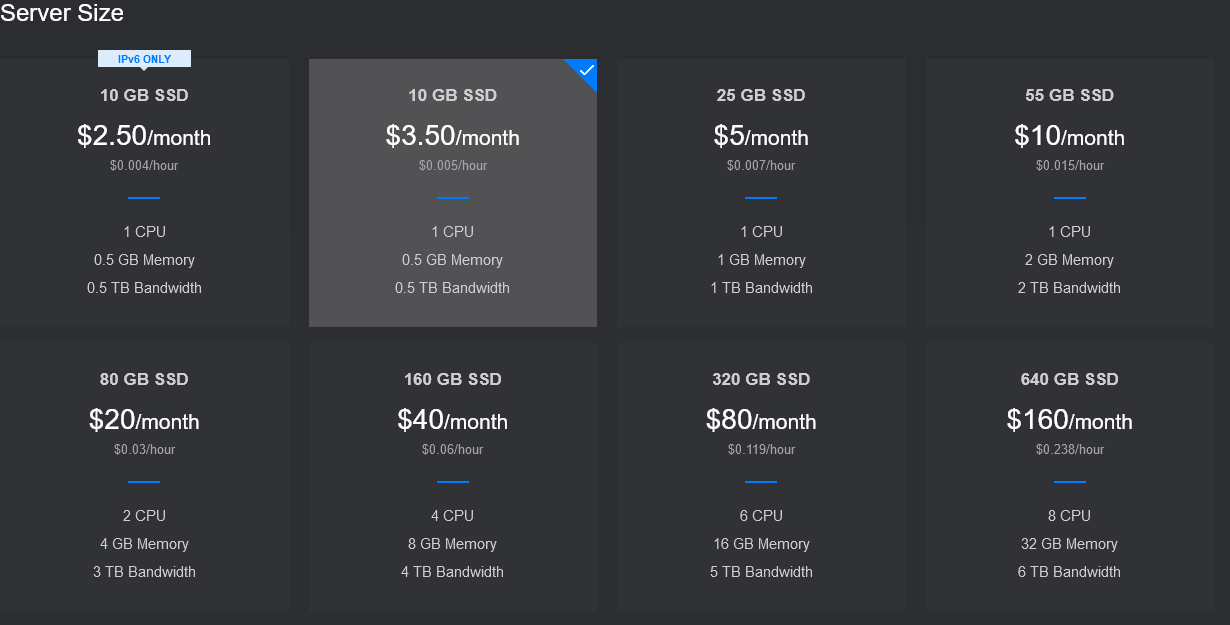 Server Size
IPv6 ONLY
10 GB SSD
$2.50/month
$0.004/hour
1 CPU
0.5 GB Memory
0.5 TB Bandwidth
10 GB SSD
$3.50/month
$0.005/hour
1 CPU
0.5 GB Memory
0.5 TB Bandwidth
25 GB SSD
$5/month
$0.007/hour
1 CPU
1 GB Memory
1 TB Bandwidth
55 GB SSD
$10/month
$0.015/hour
1 CPU
2 GB Memory
2 TB Bandwidth
80 GB SSD
$20/month
$0.03/hour
2 CPU
4 GB Memory
3 TB Bandwidth
160 GB SSD
$40/month
$0.06/hour
4 CPU
8 GB Memory
4 TB Bandwidth
320 GB SSD
$80/month
$0.119/hour
6 CPU
16 GB Memory
5 TB Bandwidth
640 GB SSD
$160/month
$0.238/hour
8 CPU
32 GB Memory
6 TB Bandwidth